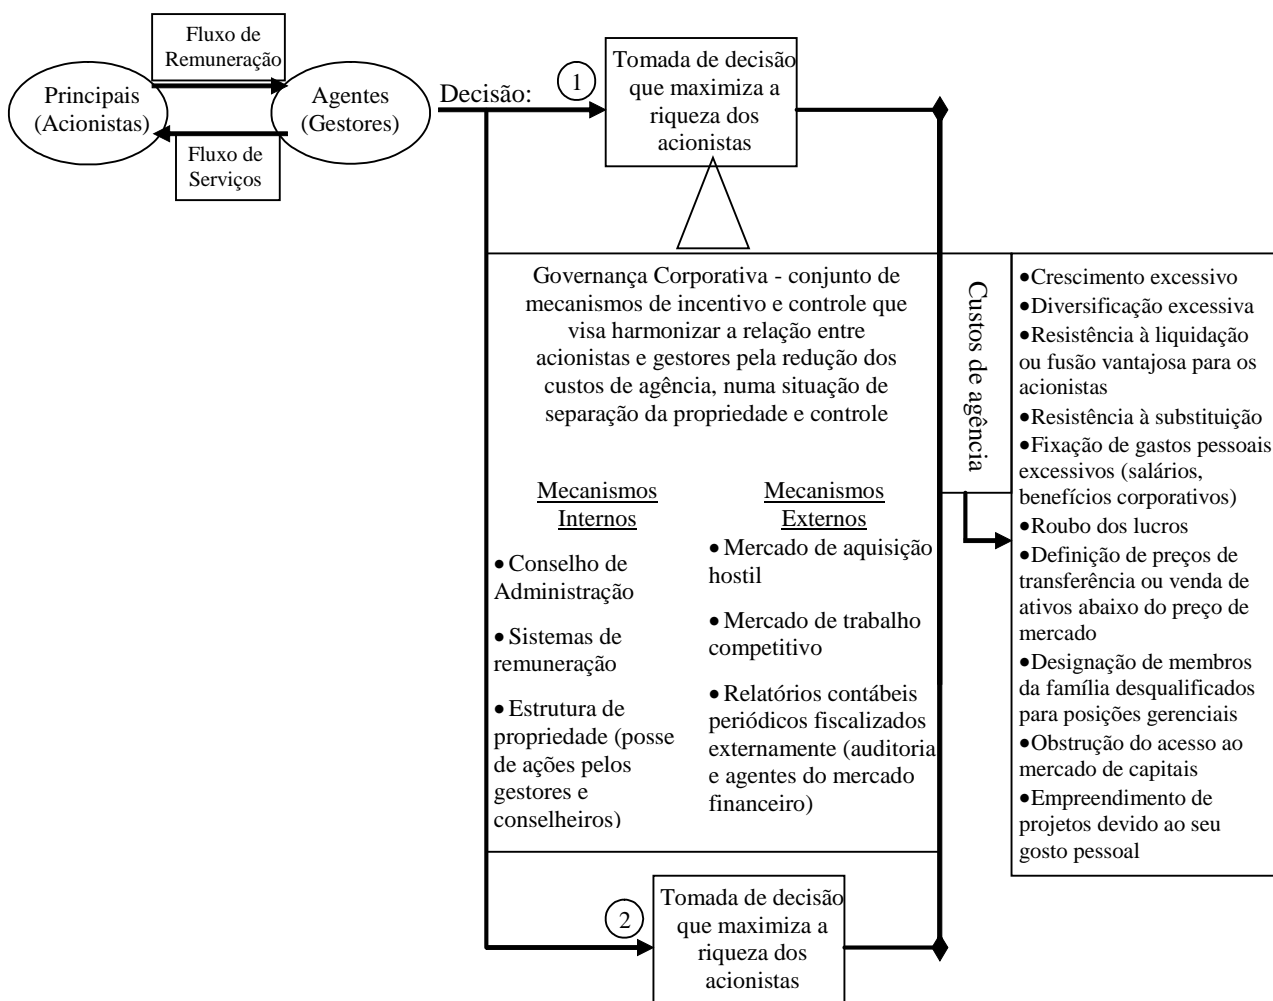 Fluxo de
Remuneração
Principais
(Acionistas)
Agentes
(Gestores)
Fluxo de
Serviços
Decisão:
1
Tomada de decisão
que maximiza a
riqueza dos
acionistas
Governança Corporativa - conjunto de
mecanismos de incentivo e controle que
visa harmonizar a relação entre
acionistas e gestores pela redução dos
custos de agência, numa situação de
separação da propriedade e controle
Mecanismos
Internos
• Conselho de
Administração
• Sistemas de
remuneração
• Estrutura de
propriedade (posse
de ações pelos
gestores e
conselheiros)
Mecanismos
Externos
• Mercado de aquisição
hostil
• Mercado de trabalho
competitivo
• Relatórios contábeis
periódicos fiscalizados
externamente (auditoria
e agentes do mercado
financeiro)
Custos de agência
•Crescimento excessivo
•Diversificação excessiva
•Resistência à liquidação
ou fusão vantajosa para os
acionistas
•Resistência à substituição
•Fixação de gastos pessoais
excessivos (salários,
benefícios corporativos)
•Roubo dos lucros
•Definição de preços de
transferência ou venda de
ativos abaixo do preço de
mercado
•Designação de membros
da família desqualificados
para posições gerenciais
•Obstrução do acesso ao
mercado de capitais
•Empreendimento de
projetos devido ao seu
gosto pessoal
2
Tomada de decisão
que maximiza a
riqueza dos
acionistas